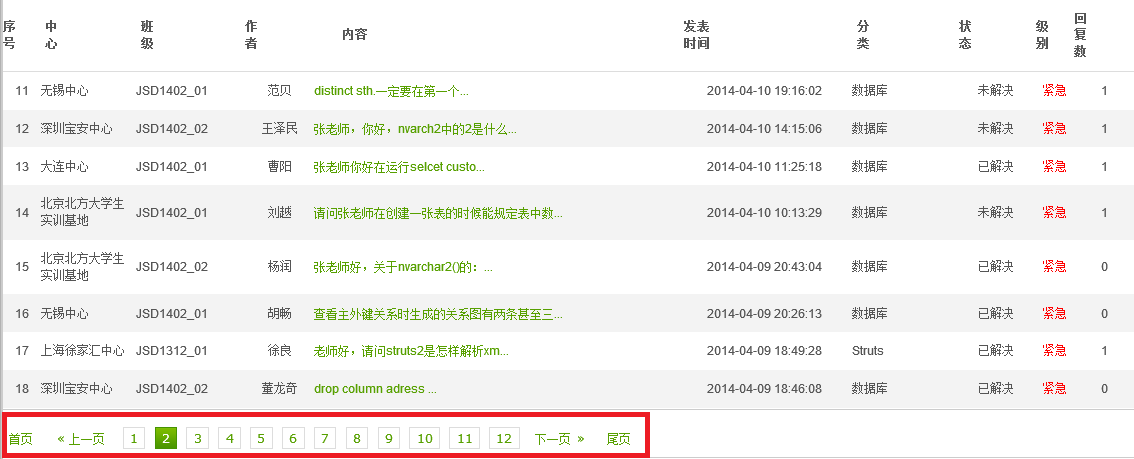 序号 中心 班级 作者 内容 发表时间 分类 状态 级别 回复数
11 无锡中心 JSD1402_01 范贝 distinct sth.一定要在第一个... 2014-04-10 19:16:02 数据库 未解决 紧急 1
12 深圳宝安中心 JSD1402_02 王泽民 张老师，你好，nvarch2中的2是什么... 2014-04-10 14:15:06 数据库 未解决 紧急 1
13 大连中心 JSD1402_01 曹阳 张老师你好在运行selcet custo... 2014-04-10 11:25:18 数据库 已解决 紧急 1
14 北京北方大学生实训基地 JSD1402_01 刘越 请问张老师在创建一张表的时候能规定表中数... 2014-04-10 10:13:29 数据库 未解决 紧急 1
15 北京北方大学生实训基地 JSD1402_02 杨润 张老师好，关于nvarchar2()的：... 2014-04-09 20:43:04 数据库 已解决 紧急 0
16 无锡中心 JSD1402_01 胡畅 查看主外键关系时生成的关系图有两条甚至三... 2014-04-09 20:26:13 数据库 已解决 紧急 0
17 上海徐家汇中心 JSD1312_01 徐良 老师好，请问struts2是怎样解析xm... 2014-04-09 18:49:28 Struts 已解决 紧急 1
18 深圳宝安中心 JSD1402_02 董龙奇 drop column adress ... 2014-04-09 18:46:08 数据库 已解决 紧急 0
首页 « 上一页 1 2 3 4 5 6 7 8 9 10 11 12 下一页 » 尾页